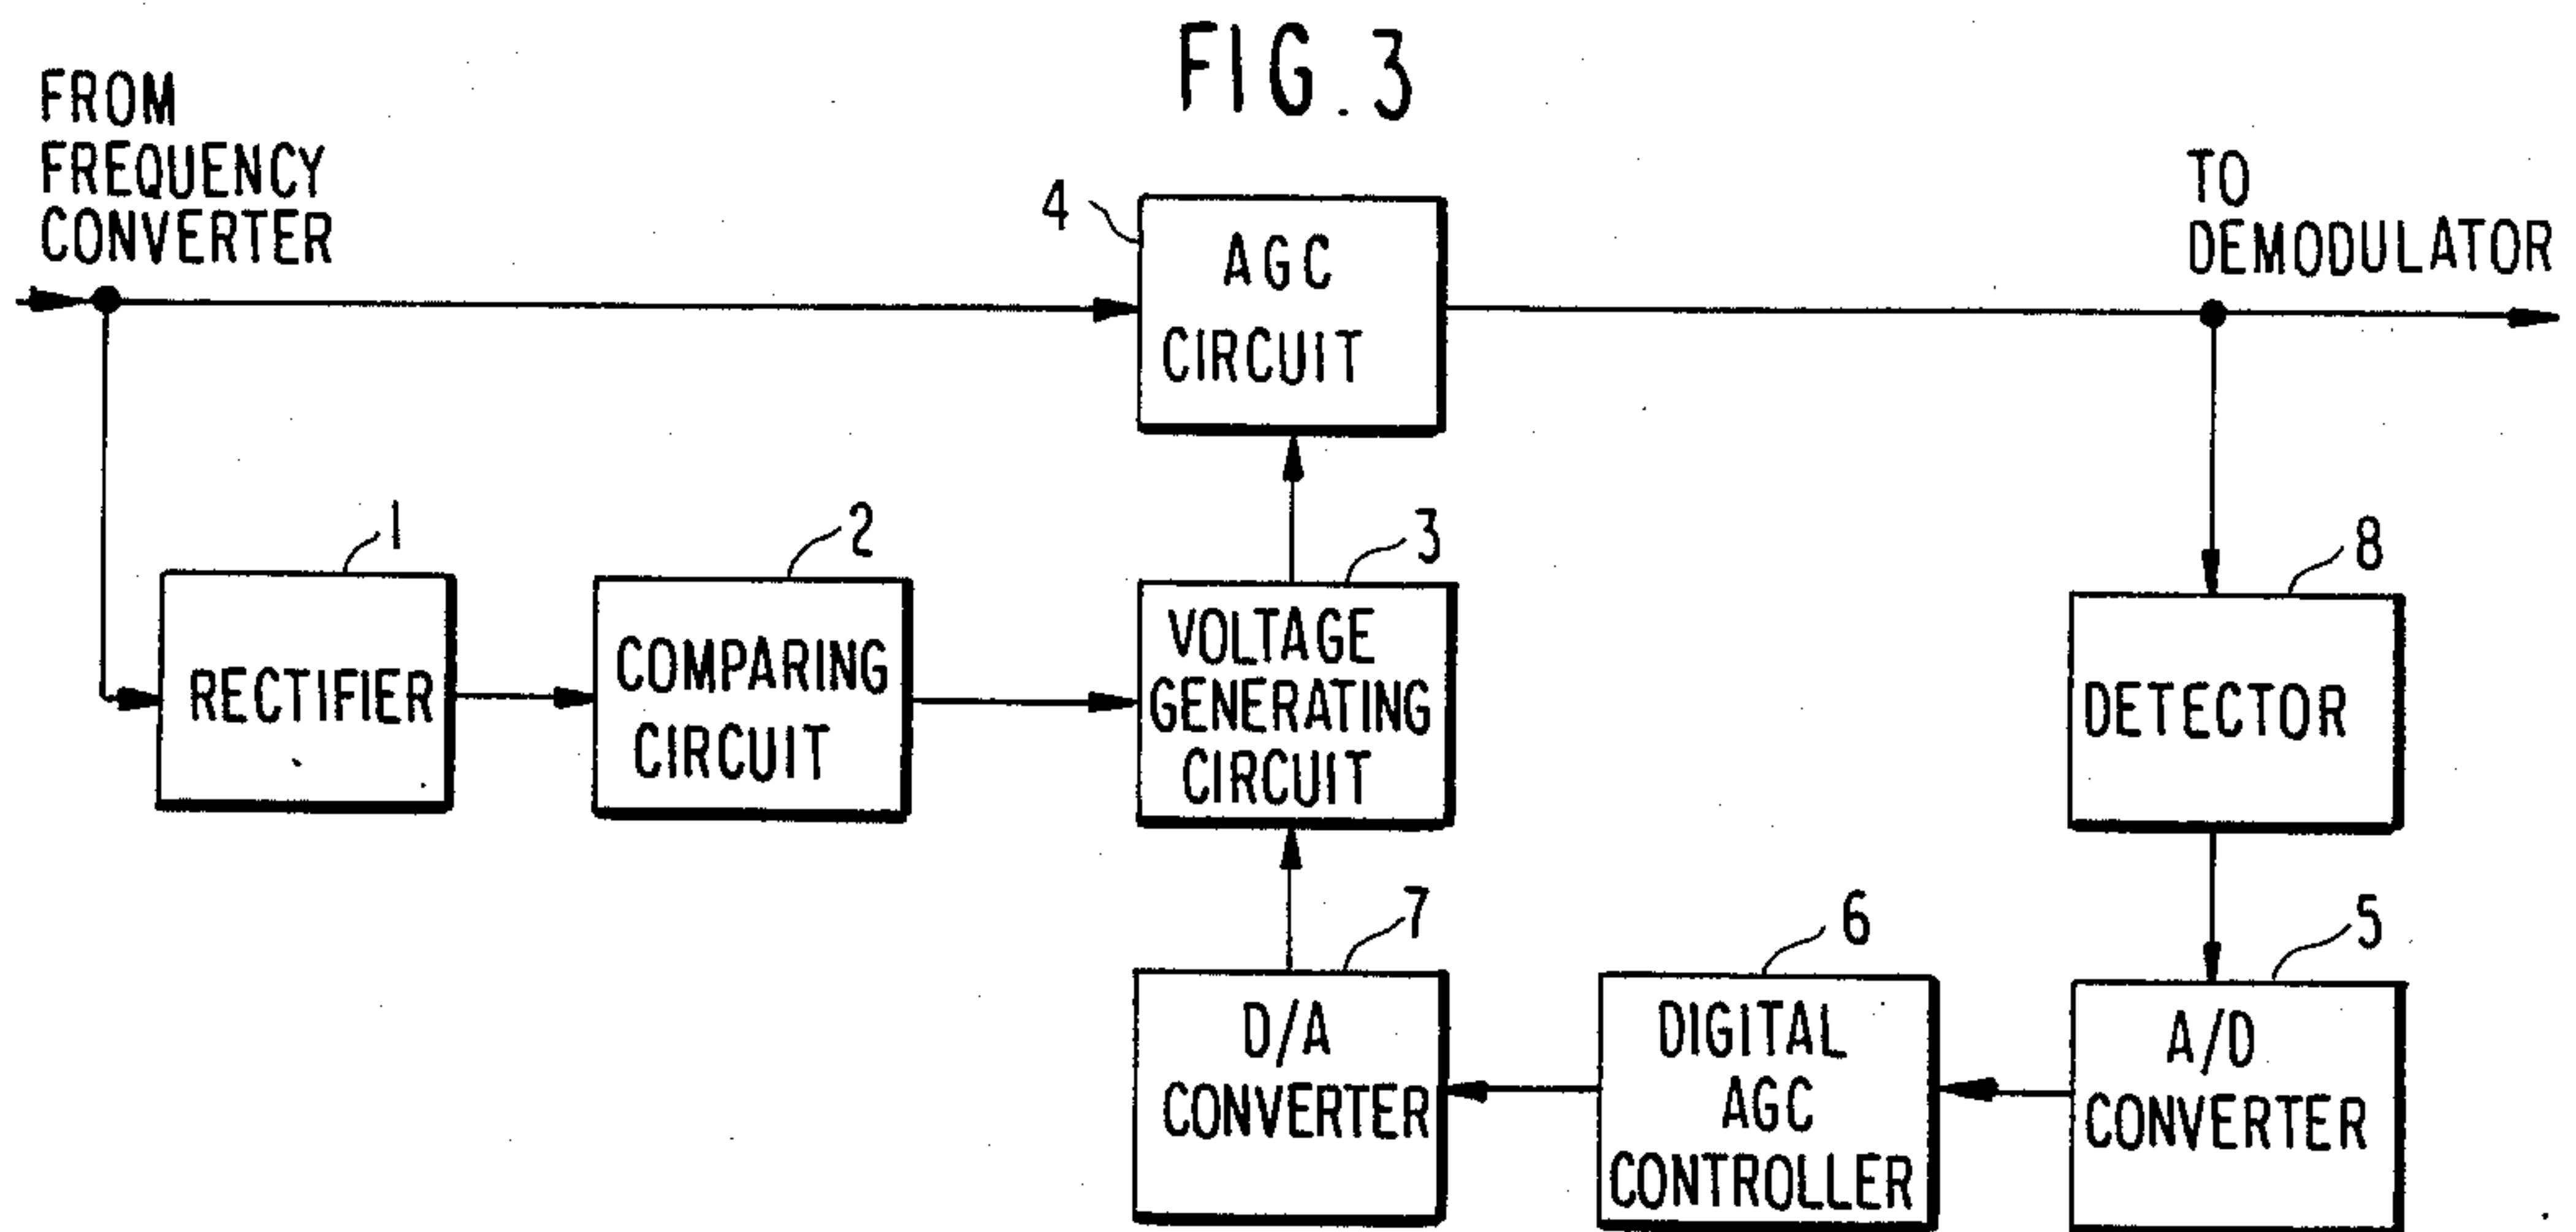 FIG. 3
FROM
FREQUENCY
CONVERTER
4
AGC
CIRCUIT
TO
DEMODULATOR
1
RECTIFIER
2
COMPARING
CIRCUIT
3
VOLTAGE
GENERATING
CIRCUIT
8
DETECTOR
7
D/A
CONVERTER
6
DIGITAL
AGC
CONTROLLER
5
A/D
CONVERTER